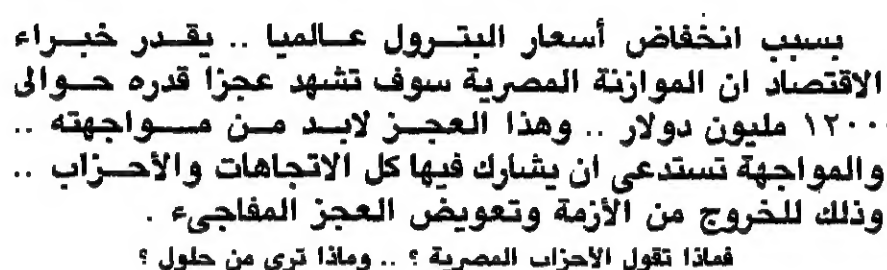 بسبب انخفاض أسعار البترول عالميا .. يقدر خبراء
الاقتصاد ان الموازنة المصرية سوف تشهد عجزا قدره حوالى
١٢٠٠ مليون دولار .. وهذا العجز لابد من مواجهته ..
والمواجهة تستدعى ان يشارك فيها كل الاتجاهات والأحزاب ..
وذلك للخروج من الأزمة وتعويض العجز المفاجىء .
فماذا تقول الأحزاب المصرية ؟ .. وماذا ترى من حلول ؟